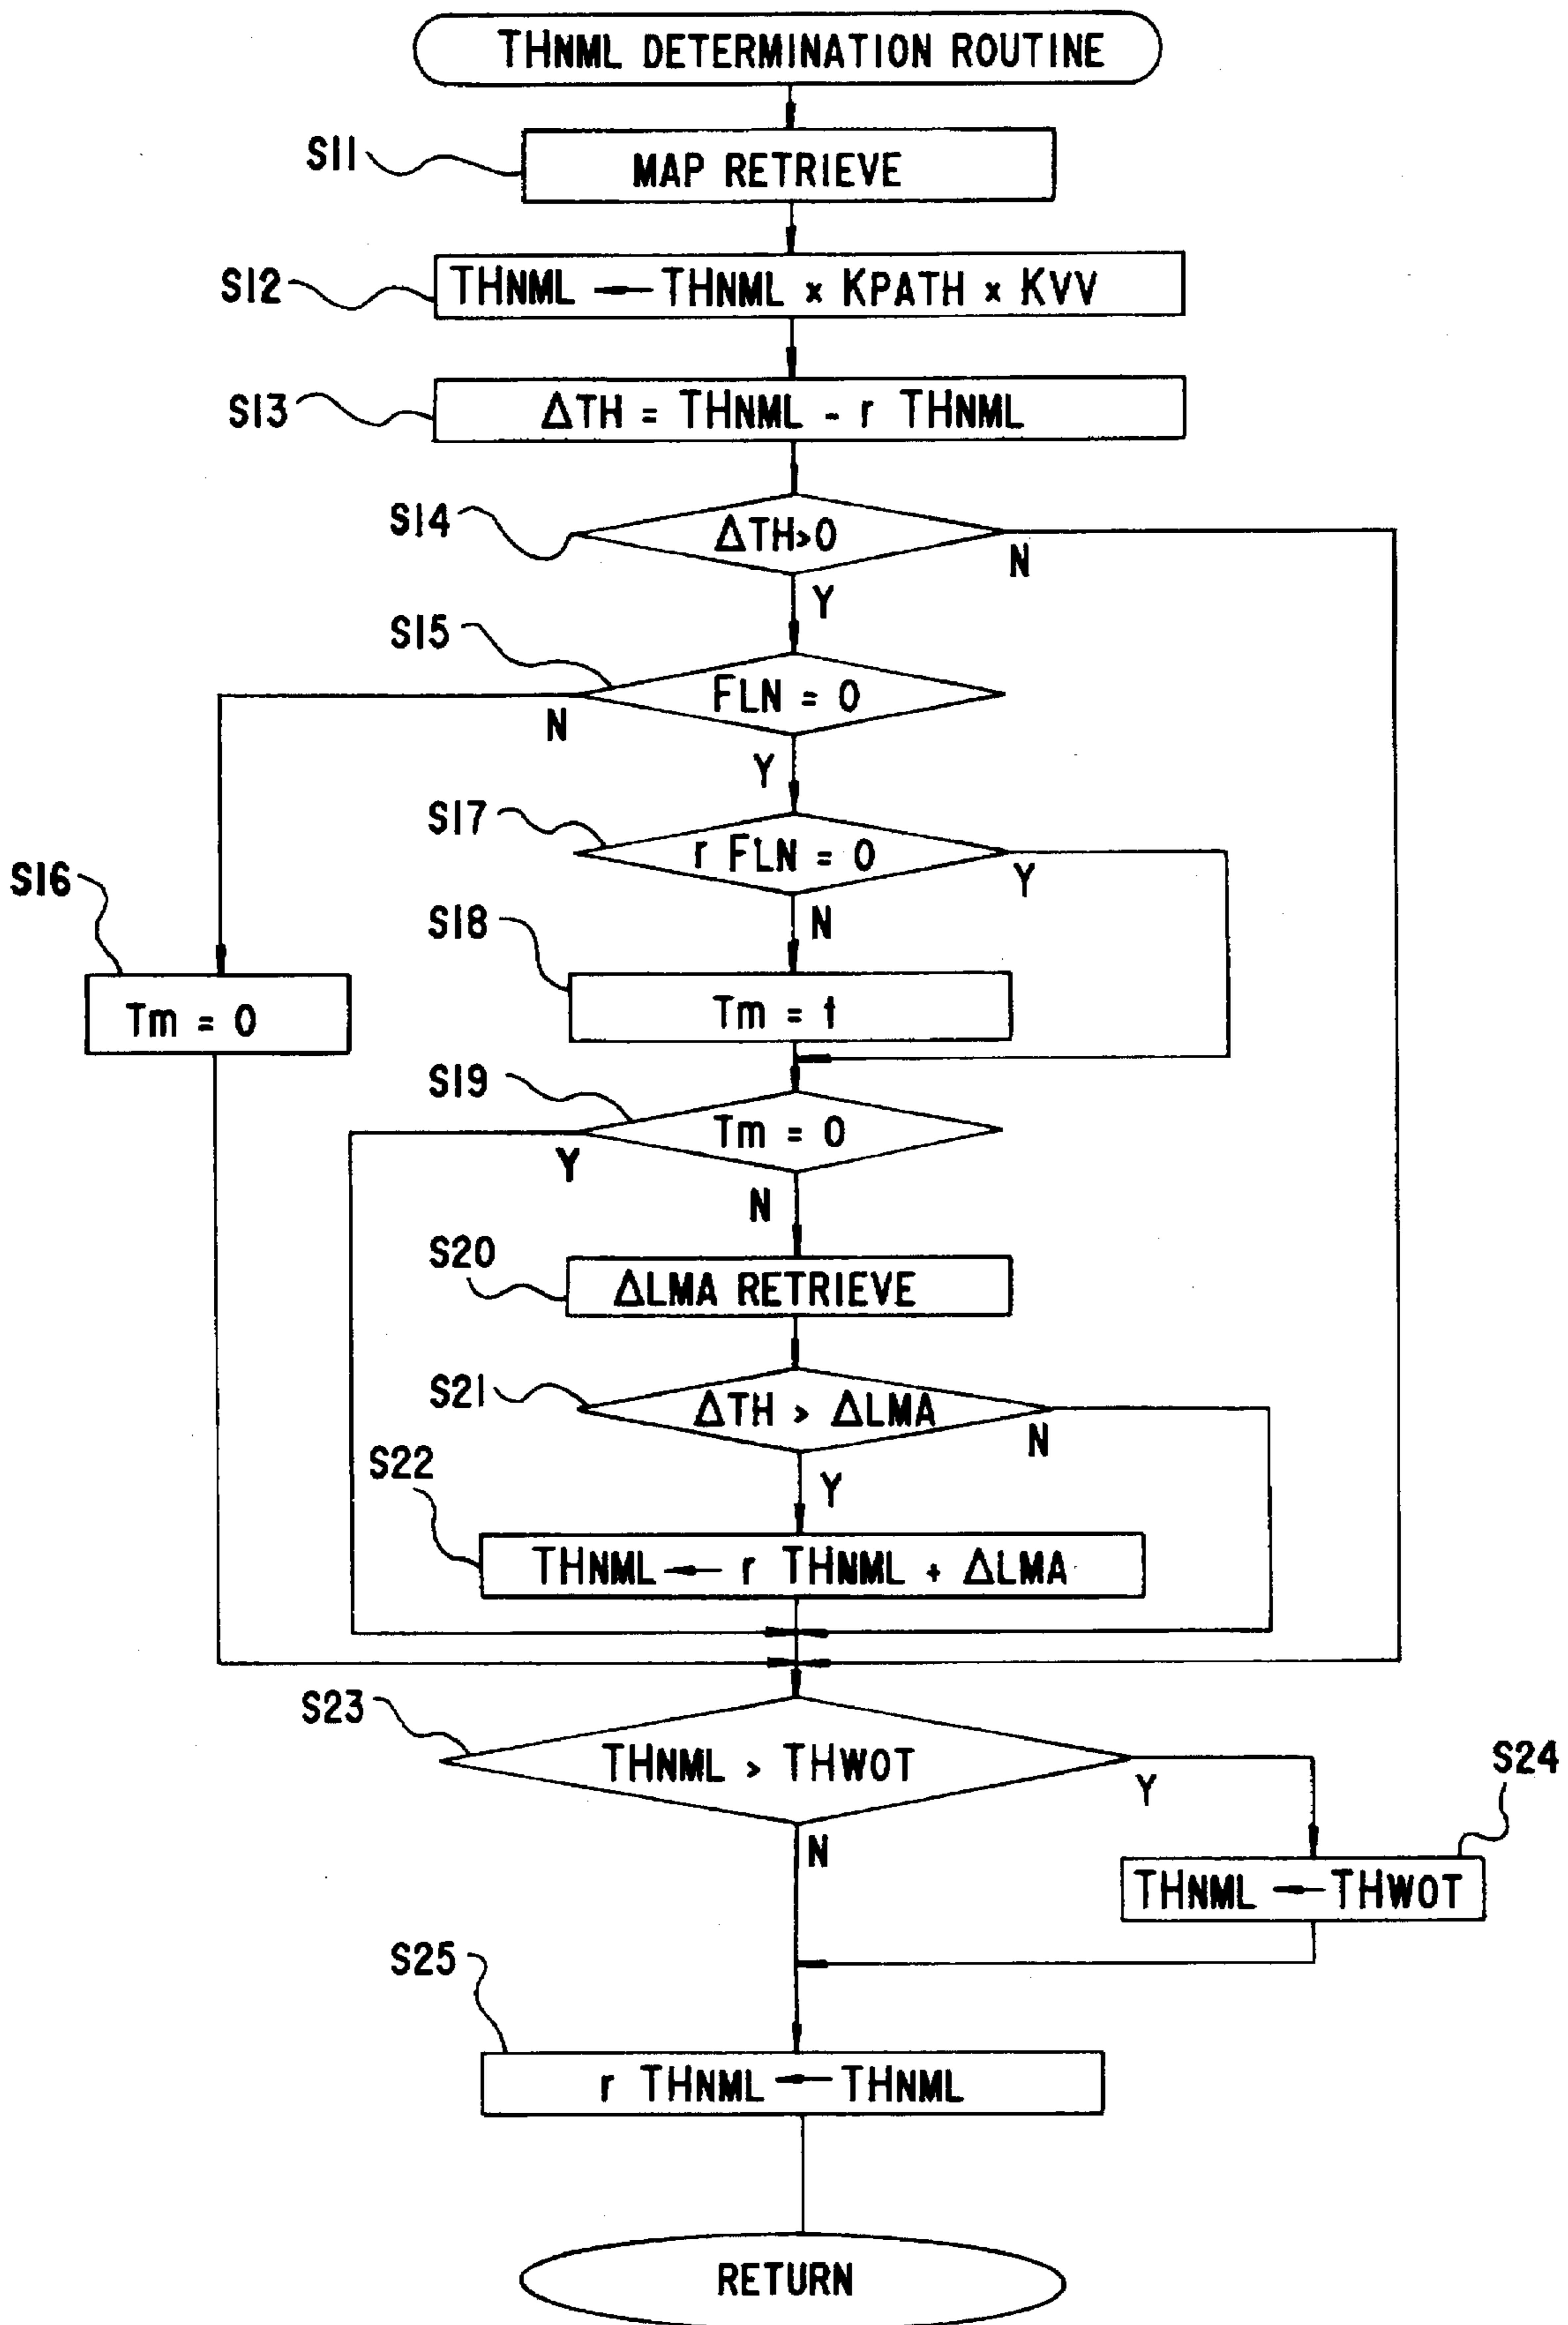 THNML DETERMINATION ROUTINE
S11
MAP RETRIEVE
S12
THNML ← THNML × KPATH × KVV
S13
ΔTH = THNML - r THNML
S14
ΔTH>0
N
Y
S15
FLN = 0
N
Y
S17
r FLN = 0
Y
S16
N
S18
Tm = 0
Tm = t
S19
Tm = 0
Y
N
S20
ΔLMA RETRIEVE
S21
ΔTH > ΔLMA
N
S22
Y
THNML ← r THNML + ΔLMA
S23
THNML > THWOT
S24
Y
N
THNML ← THWOT
S25
r THNML ← THNML
RETURN